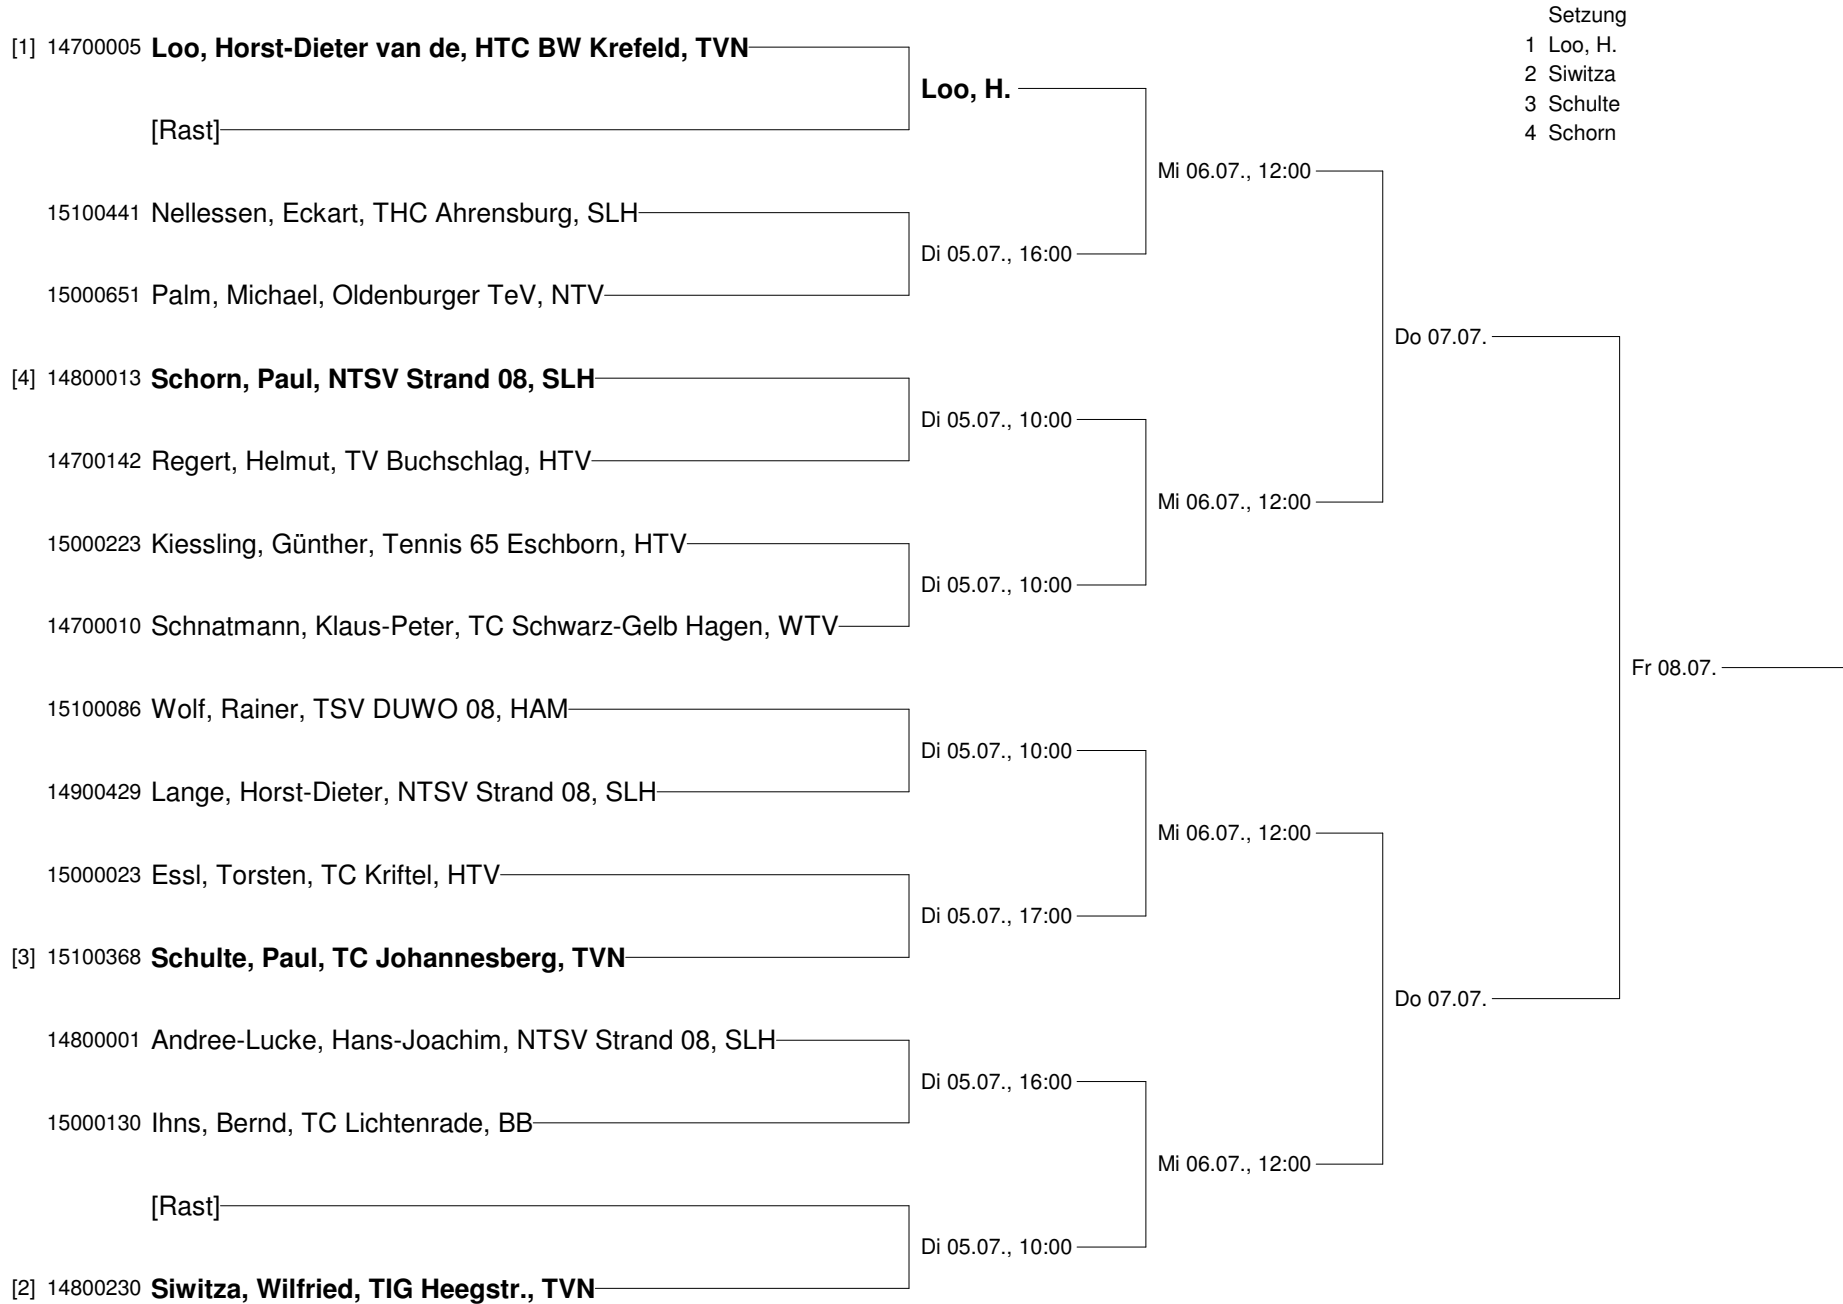 Setzung
1 Loo, H.
2 Siwitza
3 Schulte
4 Schorn
[1] 14700005 Loo, Horst-Dieter van de, HTC BW Krefeld, TVN
Loo, H.
[Rast]
Mi 06.07., 12:00
15100441 Nellessen, Eckart, THC Ahrensburg, SLH
Di 05.07., 16:00
15000651 Palm, Michael, Oldenburger TeV, NTV
Do 07.07.
[4] 14800013 Schorn, Paul, NTSV Strand 08, SLH
Di 05.07., 10:00
14700142 Regert, Helmut, TV Buchschlag, HTV
Mi 06.07., 12:00
15000223 Kiessling, Günther, Tennis 65 Eschborn, HTV
Di 05.07., 10:00
14700010 Schnatmann, Klaus-Peter, TC Schwarz-Gelb Hagen, WTV
Fr 08.07.
15100086 Wolf, Rainer, TSV DUWO 08, HAM
Di 05.07., 10:00
14900429 Lange, Horst-Dieter, NTSV Strand 08, SLH
Mi 06.07., 12:00
15000023 Essl, Torsten, TC Kriftel, HTV
Di 05.07., 17:00
[3] 15100368 Schulte, Paul, TC Johannesberg, TVN
Do 07.07.
14800001 Andree-Lucke, Hans-Joachim, NTSV Strand 08, SLH
Di 05.07., 16:00
15000130 Ihns, Bernd, TC Lichtenrade, BB
Mi 06.07., 12:00
[Rast]
Di 05.07., 10:00
[2] 14800230 Siwitza, Wilfried, TIG Heegstr., TVN